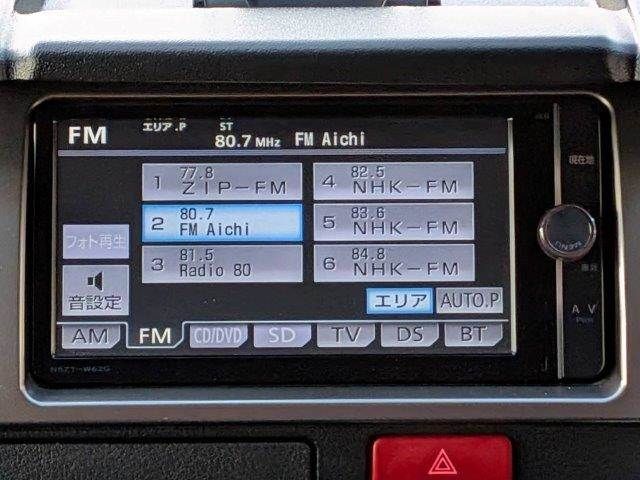 FM エリア.P ST 80.7 MHz FM Aichi
1 77.8 ZIP-FM
2 80.7 FM Aichi
3 81.5 Radio 80
4 82.5 NHK-FM
5 83.6 NHK-FM
6 84.8 NHK-FM
フォト再生
音設定
エリア AUTO.P
AM FM CD/DVD SD TV DS BT
NSZT-W62G
現在地
MENU
A V